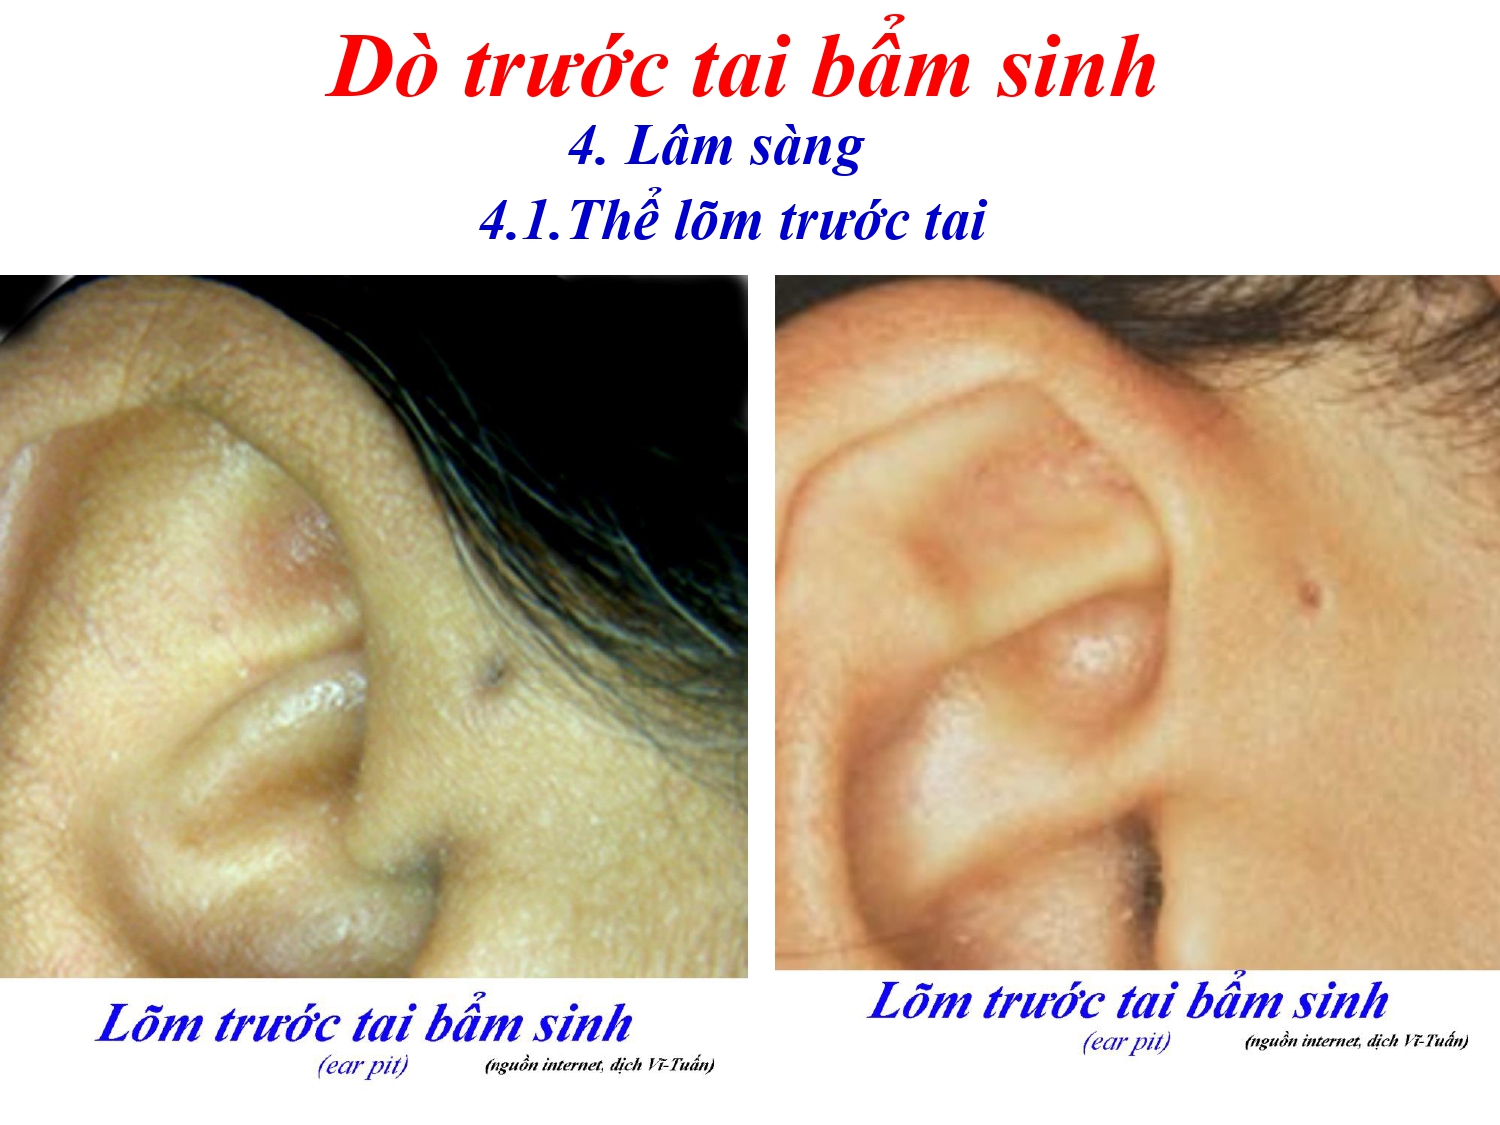 Dò trước tai bẩm sinh
4. Lâm sàng
4.1.Thể lõm trước tai
Lõm trước tai bẩm sinh
(ear pit)
(nguồn internet, dịch Vĩ-Tuấn)
Lõm trước tai bẩm sinh
(ear pit)
(nguồn internet, dịch Vĩ-Tuấn)